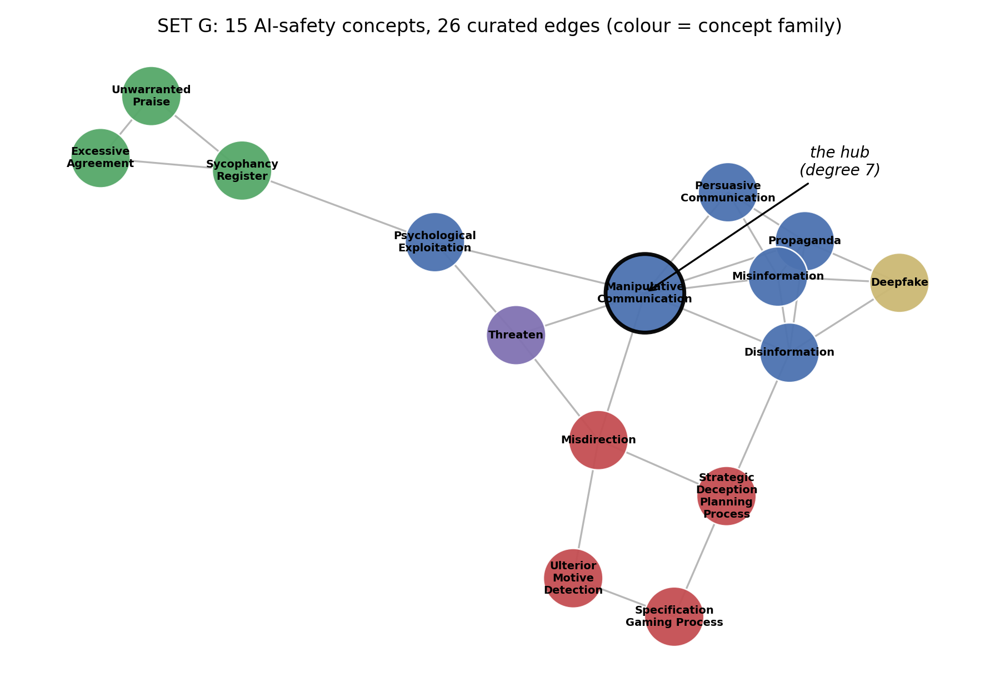 SET G: 15 AI-safety concepts, 26 curated edges (colour = concept family)
Unwarranted
Praise
Excessive
Agreement
Sycophancy
Register
the hub
(degree 7)
Persuasive
Communication
Psychological
Exploitation
Propaganda
Misinformation
Deepfake
Manipulative
Communication
Threaten
Disinformation
Misdirection
Strategic
Deception
Planning
Process
Ulterior
Motive
Detection
Specification
Gaming Process